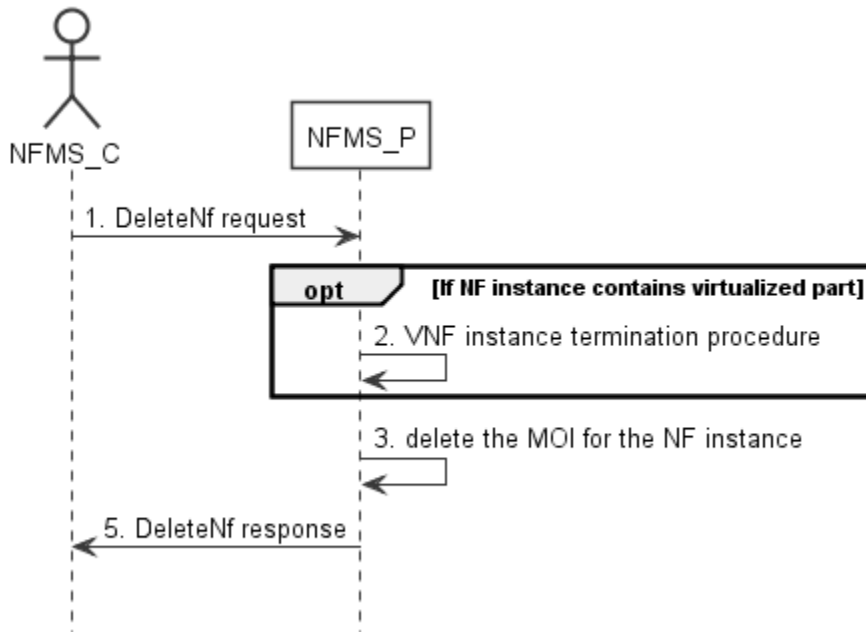 NFMS_C
NFMS_P
1. DeleteNf request
opt
[If NF instance contains virtualized part]
2. VNF instance termination procedure
3. delete the MOI for the NF instance
5. DeleteNf response